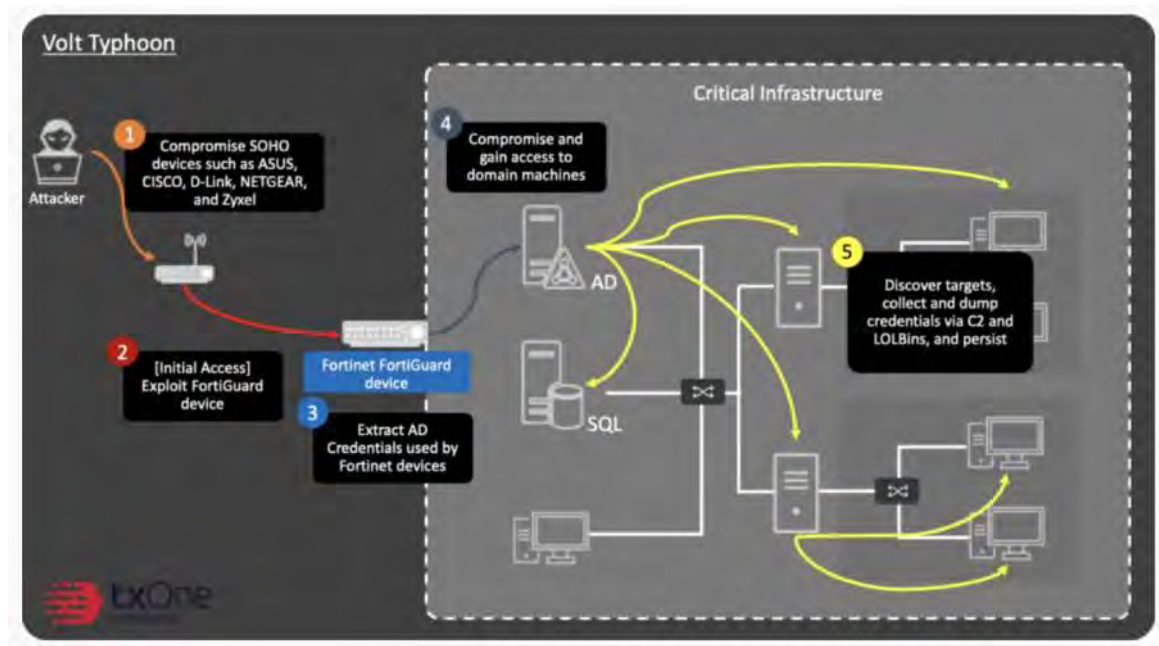 Volt Typhoon
Critical Infrastructure
Attacker
1
Compromise SOHO
devices such as ASUS,
CISCO, D-Link, NETGEAR,
and Zyxel
2
[Initial Access]
Exploit FortiGuard
device
Fortinet FortiGuard
device
3
Extract AD
Credentials used by
Fortinet devices
4
Compromise and
gain access to
domain machines
AD
SQL
5
Discover targets,
collect and dump
credentials via C2 and
LOLBins, and persist
txOne